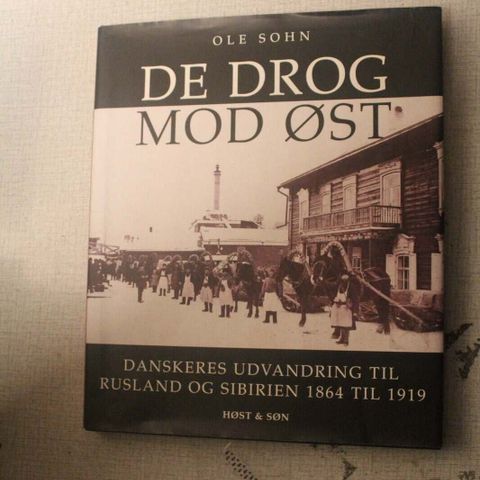 OLE SOHN
DE DROG
MOD ØST
DANSKERES UDVANDRING TIL
RUSLAND OG SIBIRIEN 1864 TIL 1919
HØST & SØN